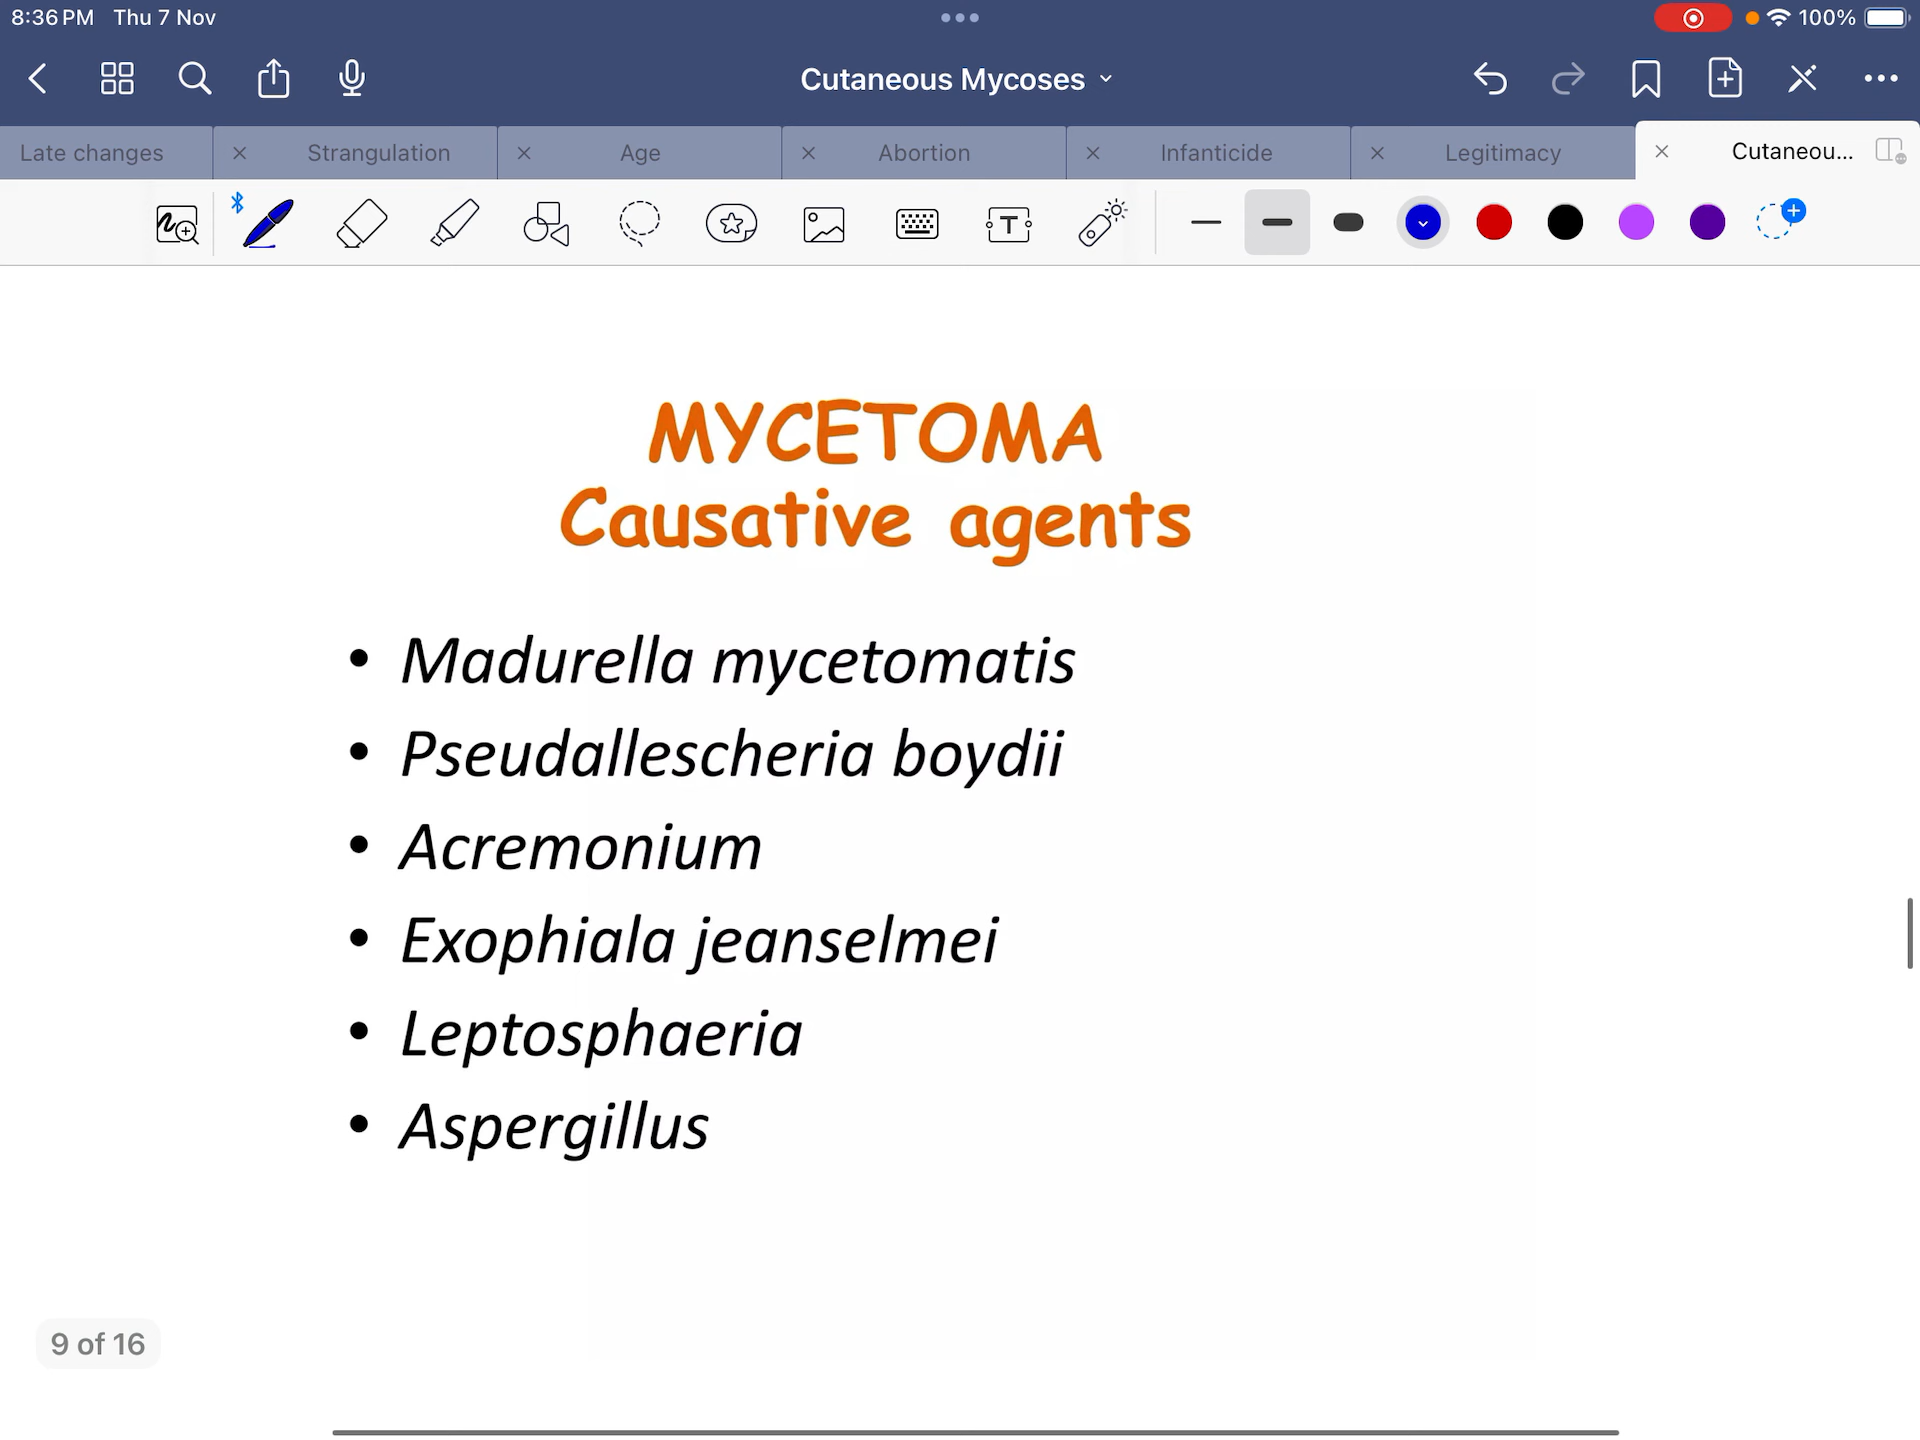 8:36 PM Thu 7 Nov
100%
Cutaneous Mycoses
Late changes
Strangulation
Age
Abortion
Infanticide
Legitimacy
Cutaneou...
T
MYCETOMA
Causative agents
• Madurella mycetomatis
• Pseudallescheria boydii
• Acremonium
• Exophiala jeanselmei
• Leptosphaeria
• Aspergillus
9 of 16